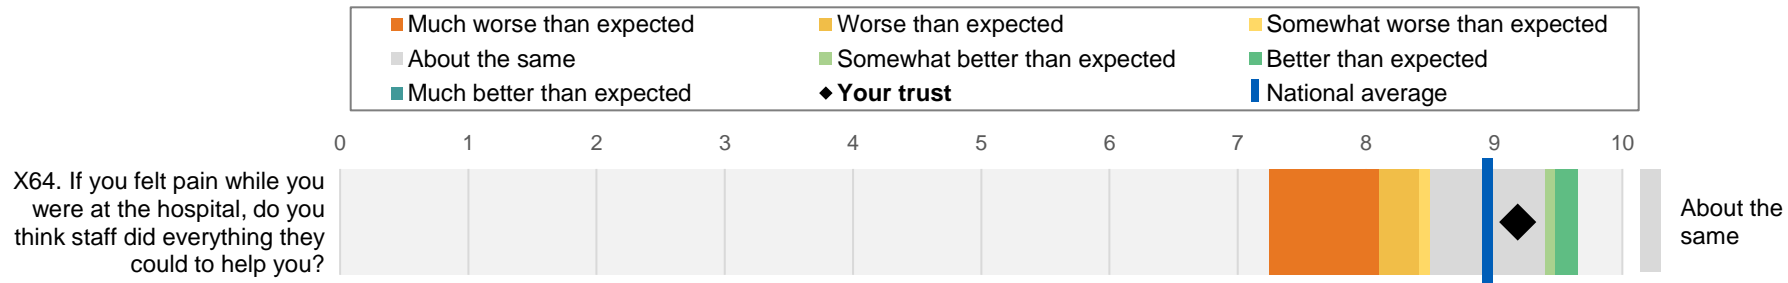 Much worse than expected
Worse than expected
Somewhat worse than expected
About the same
Somewhat better than expected
Better than expected
Much better than expected
Your trust
National average
0 1 2 3 4 5 6 7 8 9 10
X64. If you felt pain while you
were at the hospital, do you
think staff did everything they
could to help you?
About the
same